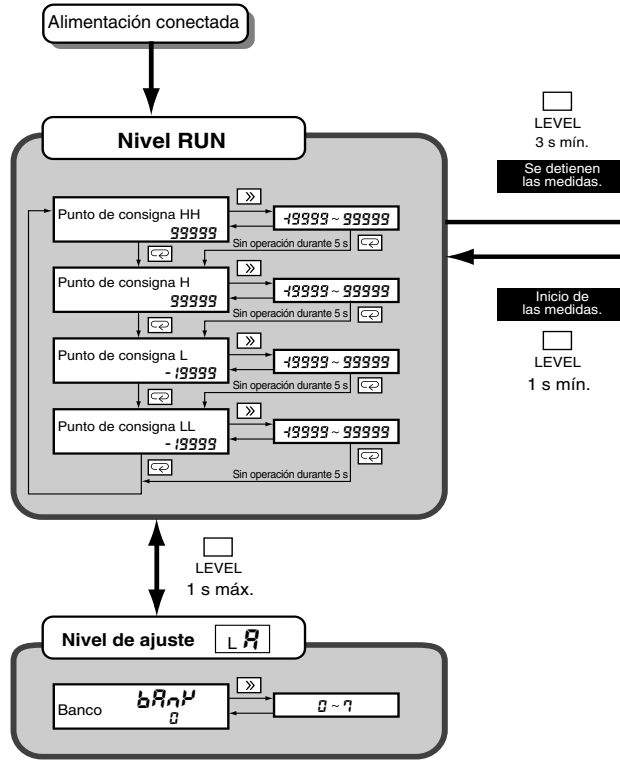 Alimentación conectada
Nivel RUN
LEVEL
3 s mín.
Se detienen
las medidas.
Punto de consigna HH
99999
-19999 ~ 99999
Sin operación durante 5 s
Punto de consigna H
99999
-19999 ~ 99999
Sin operación durante 5 s
Inicio de
las medidas.
LEVEL
1 s mín.
Punto de consigna L
-19999
-19999 ~ 99999
Sin operación durante 5 s
Punto de consigna LL
-19999
-19999 ~ 99999
Sin operación durante 5 s
LEVEL
1 s máx.
Nivel de ajuste L A
Banco bAnK
0
0 ~ 7